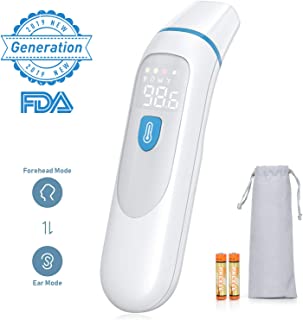 2019 NEW
Generation
2019 NEW
FDA
Forehead Mode
Ear Mode
98.6